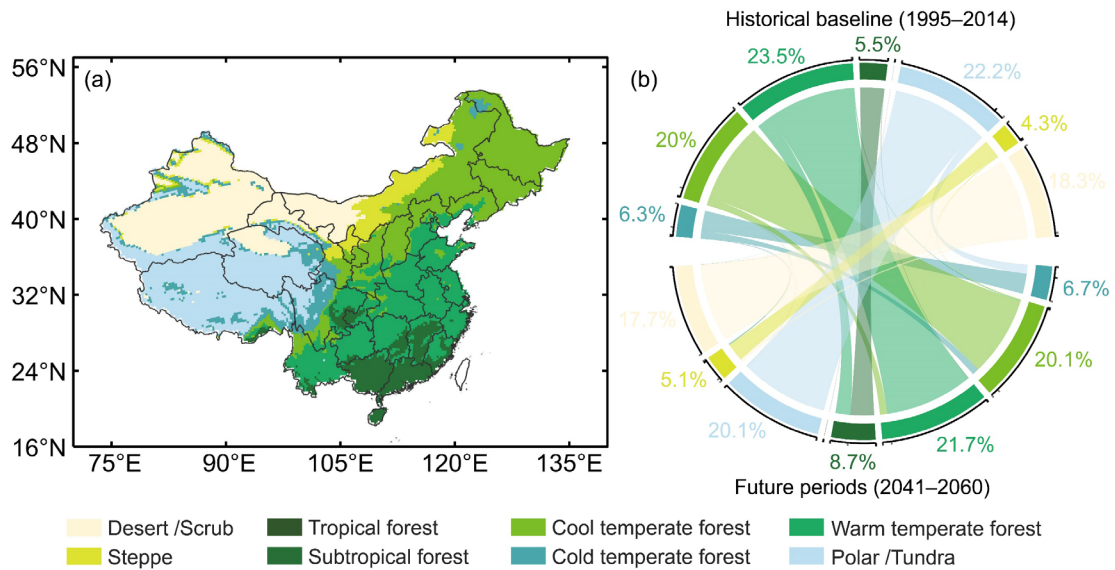 Historical baseline (1995–2014)
(a)
56°N
48°N
40°N
32°N
24°N
16°N
75°E 90°E 105°E 120°E 135°E
(b)
23.5%
5.5%
22.2%
4.3%
18.3%
20%
6.3%
6.7%
20.1%
21.7%
8.7%
20.1%
5.1%
17.7%
Future periods (2041–2060)
Desert /Scrub Tropical forest Cool temperate forest Warm temperate forest
Steppe Subtropical forest Cold temperate forest Polar /Tundra